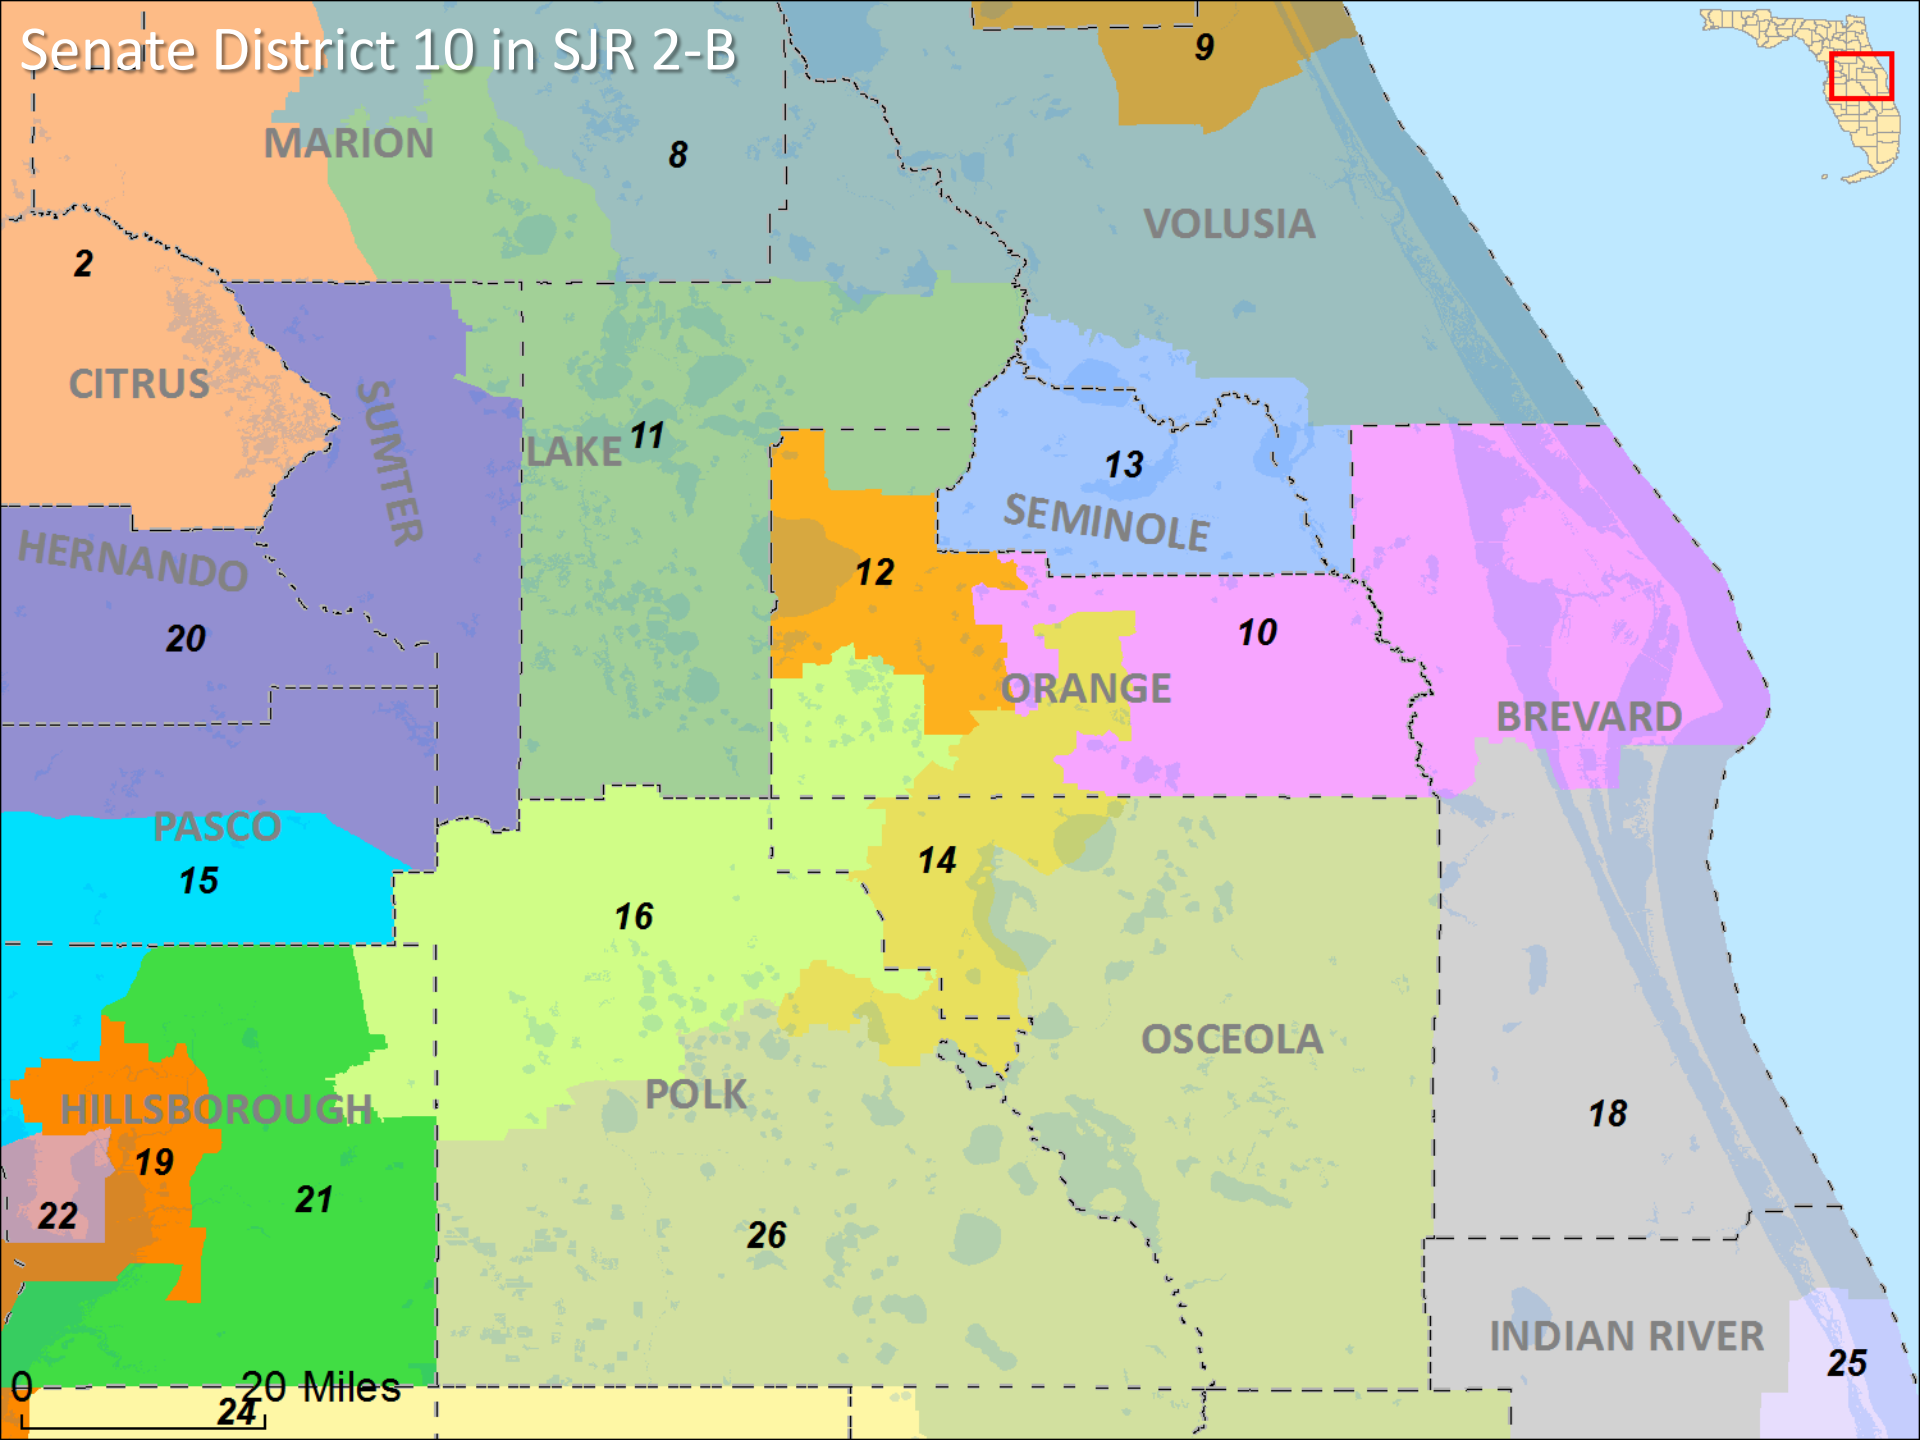 Senate District 10 in SJR 2-B
9
MARION
8
VOLUSIA
2
CITRUS
SUMTER
LAKE
11
13
SEMINOLE
HERNANDO
12
20
10
ORANGE
BREVARD
PASCO
15
14
16
OSCEOLA
POLK
HILLSBOROUGH
18
19
21
22
26
INDIAN RIVER
25
0 20 Miles
24